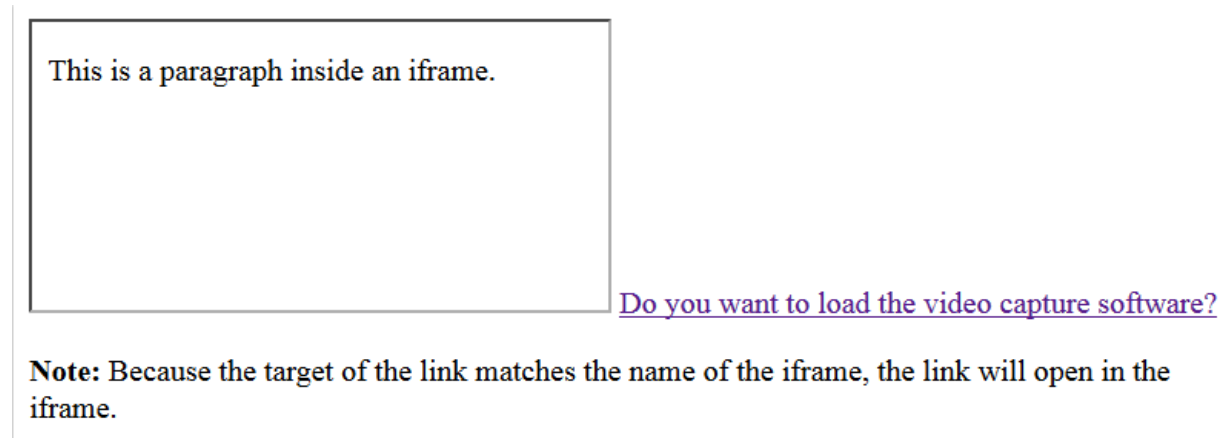 This is a paragraph inside an iframe.
Do you want to load the video capture software?
Note: Because the target of the link matches the name of the iframe, the link will open in the
iframe.